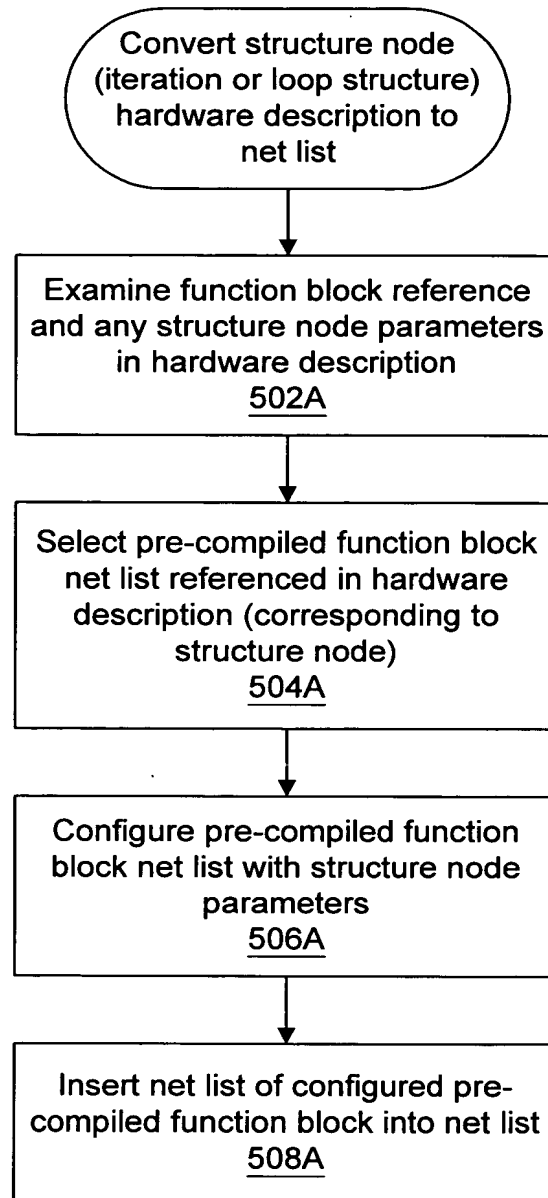 Convert structure node
(iteration or loop structure)
hardware description to
net list
Examine function block reference
and any structure node parameters
in hardware description
502A
Select pre-compiled function block
net list referenced in hardware
description (corresponding to
structure node)
504A
Configure pre-compiled function
block net list with structure node
parameters
506A
Insert net list of configured pre-
compiled function block into net list
508A